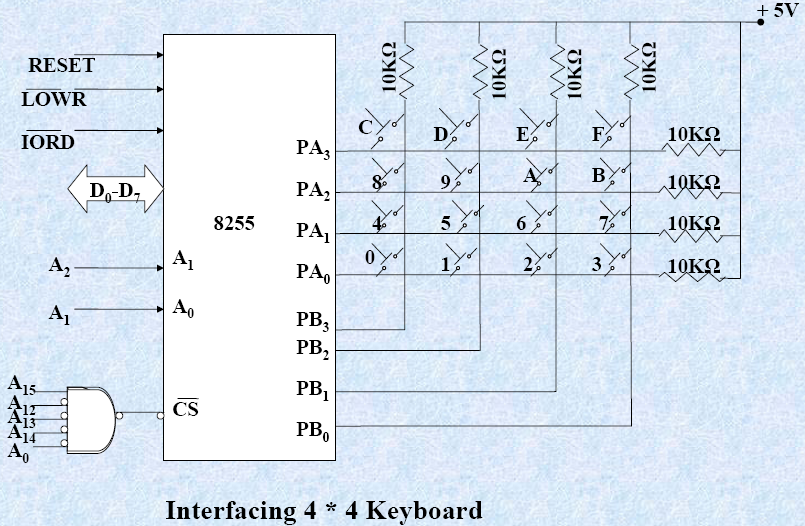 + 5V
10KΩ 10KΩ 10KΩ 10KΩ
RESET
LOWR
IORD
D0-D7
A2
A1
A15
A12
A13
A14
A0
8255
A1
A0
CS
PA3
PA2
PA1
PA0
PB3
PB2
PB1
PB0
C D E F 10KΩ
8 9 A B 10KΩ
4 5 6 7 10KΩ
0 1 2 3 10KΩ
Interfacing 4 * 4 Keyboard